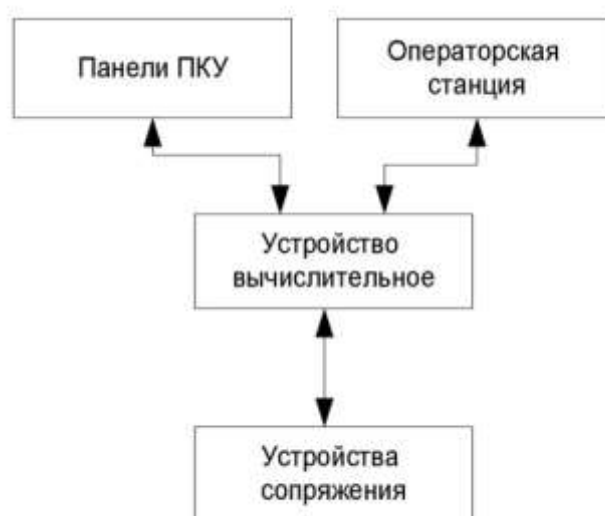 Панели ПКУ
Операторская
станция
Устройство
вычислительное
Устройства
сопряжения